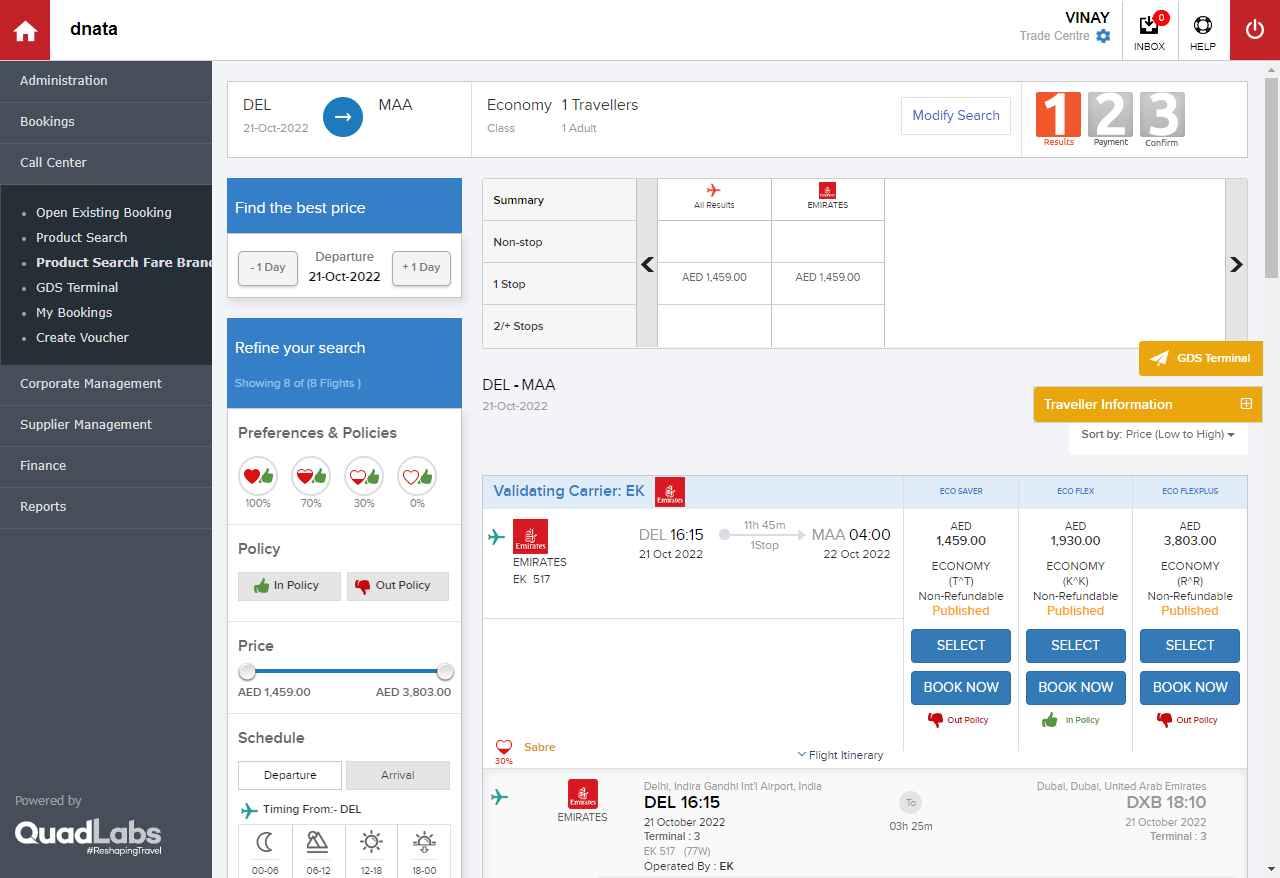 dnata
VINAY
Trade Centre
0
INBOX
HELP
Administration
Bookings
Call Center
Open Existing Booking
Product Search
Product Search Fare Brand
GDS Terminal
My Bookings
Create Voucher
Corporate Management
Supplier Management
Finance
Reports
Powered by
QuadLabs
#ReshapingTravel
DEL
MAA
21-Oct-2022
Economy 1 Travellers
Class 1 Adult
Modify Search
1 2 3
Results Payment Confirm
Find the best price
- 1 Day
Departure
21-Oct-2022
+ 1 Day
Refine your search
Showing 8 of (8 Flights )
Preferences & Policies
100% 70% 30% 0%
Policy
In Policy Out Policy
Price
AED 1,459.00 AED 3,803.00
Schedule
Departure Arrival
Timing From:- DEL
00-06 06-12 12-18 18-00
Summary All Results EMIRATES
Non-stop
1 Stop AED 1,459.00 AED 1,459.00
2/+ Stops
GDS Terminal
DEL - MAA
21-Oct-2022
Traveller Information
Sort by: Price (Low to High)
Validating Carrier: EK Emirates
ECO SAVER ECO FLEX ECO FLEXPLUS
Emirates
EMIRATES
EK 517
DEL 16:15
21 Oct 2022
11h 45m
1Stop
MAA 04:00
22 Oct 2022
AED
1,459.00
ECONOMY
(T^T)
Non-Refundable
Published
SELECT
BOOK NOW
Out Policy
AED
1,930.00
ECONOMY
(K^K)
Non-Refundable
Published
SELECT
BOOK NOW
In Policy
AED
3,803.00
ECONOMY
(R^R)
Non-Refundable
Published
SELECT
BOOK NOW
Out Policy
30%
Sabre
Flight Itinerary
Emirates
EMIRATES
Delhi, Indira Gandhi Int'l Airport, India
DEL 16:15
21 October 2022
Terminal : 3
EK 517 (77W)
Operated By : EK
To
03h 25m
Dubai, Dubai, United Arab Emirates
DXB 18:10
21 October 2022
Terminal : 3